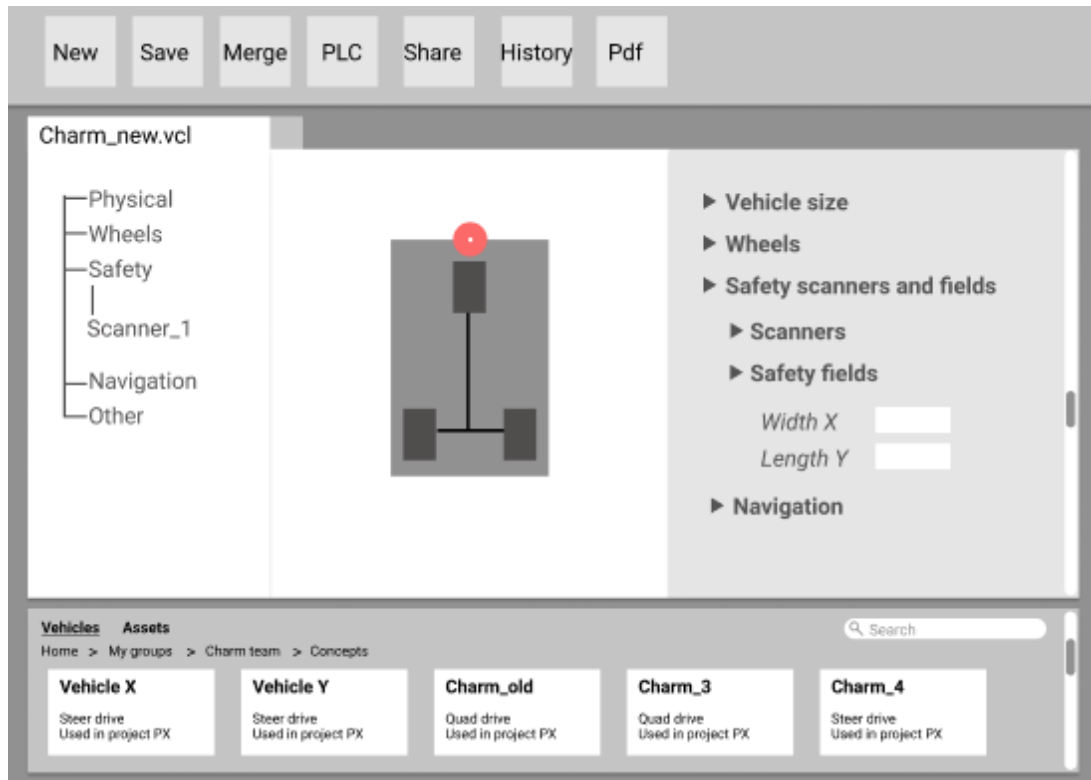 New Save Merge PLC Share History Pdf
Charm_new.vcl
Physical
Wheels
Safety
Scanner_1
Navigation
Other
Vehicle size
Wheels
Safety scanners and fields
Scanners
Safety fields
Width X
Length Y
Navigation
Vehicles Assets
Search
Home > My groups > Charm team > Concepts
Vehicle X
Steer drive
Used in project PX
Vehicle Y
Steer drive
Used in project PX
Charm_old
Quad drive
Used in project PX
Charm_3
Quad drive
Used in project PX
Charm_4
Steer drive
Used in project PX